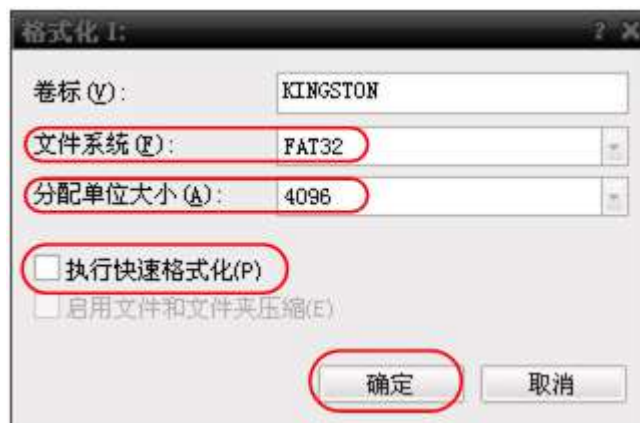 格式化 I:
卷标(V): KINGSTON
文件系统(F): FAT32
分配单位大小(A): 4096
执行快速格式化(P)
启用文件和文件夹压缩(E)
确定 取消